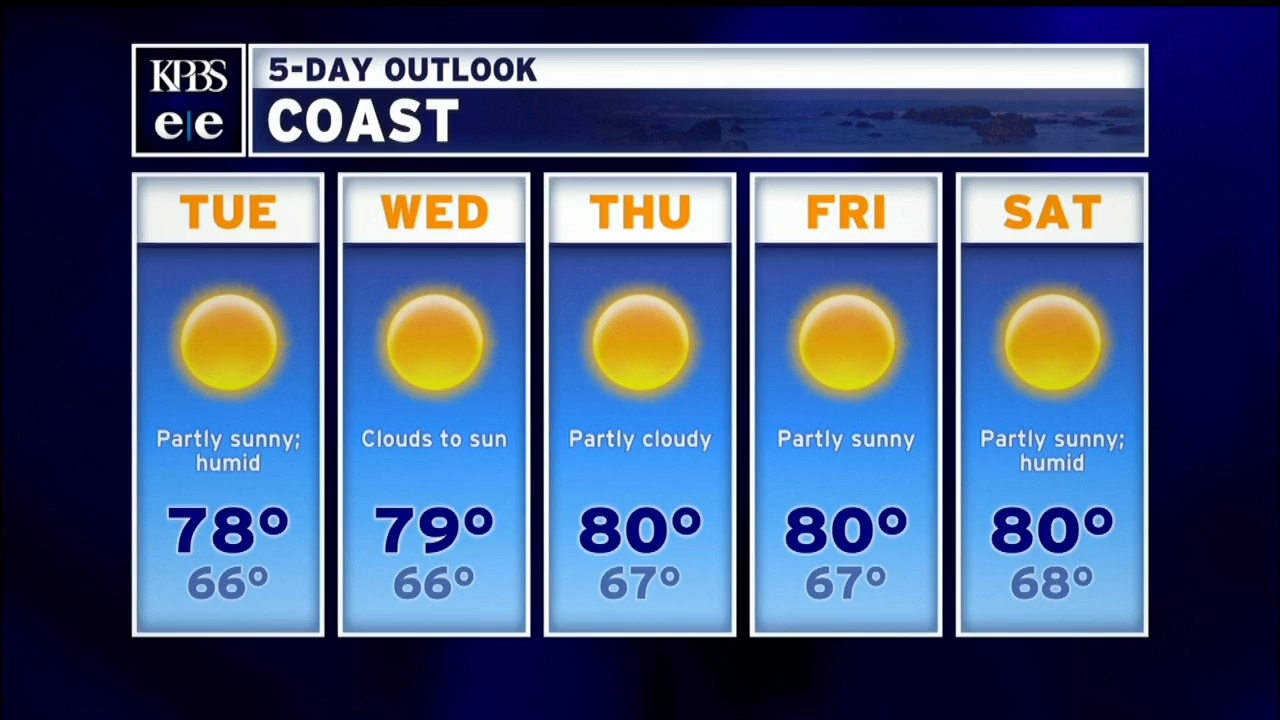 KPBS
e|e
5-DAY OUTLOOK
COAST
TUE
Partly sunny;
humid
78°
66°
WED
Clouds to sun
79°
66°
THU
Partly cloudy
80°
67°
FRI
Partly sunny
80°
67°
SAT
Partly sunny;
humid
80°
68°